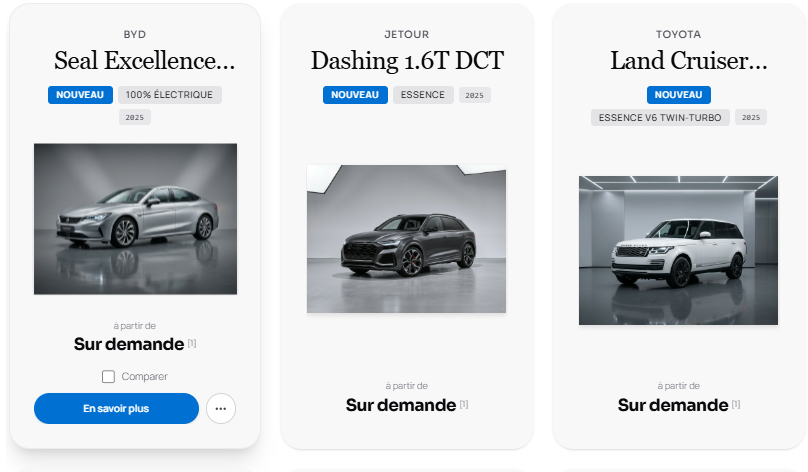 BYD
Seal Excellence...
NOUVEAU 100% ÉLECTRIQUE
2025
à partir de
Sur demande [1]
Comparer
En savoir plus
JETOUR
Dashing 1.6T DCT
NOUVEAU ESSENCE 2025
à partir de
Sur demande [1]
TOYOTA
Land Cruiser...
NOUVEAU
ESSENCE V6 TWIN-TURBO 2025
à partir de
Sur demande [1]